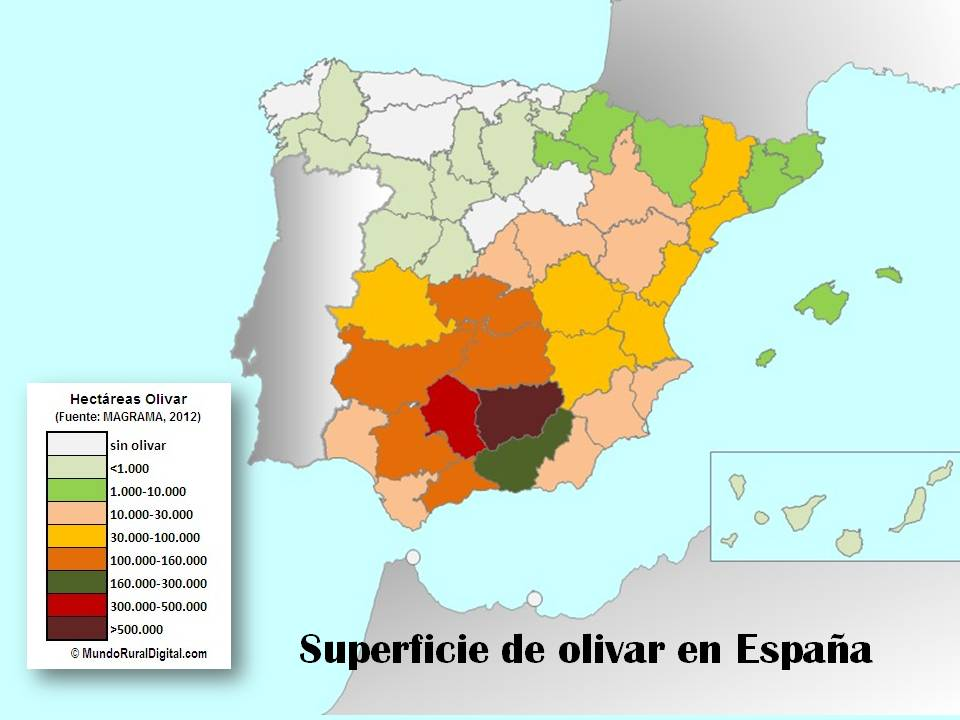 Hectáreas Olivar
(Fuente: MAGRAMA, 2012)
sin olivar
<1.000
1.000-10.000
10.000-30.000
30.000-100.000
100.000-160.000
160.000-300.000
300.000-500.000
>500.000
© MundoRuralDigital.com
Superficie de olivar en España